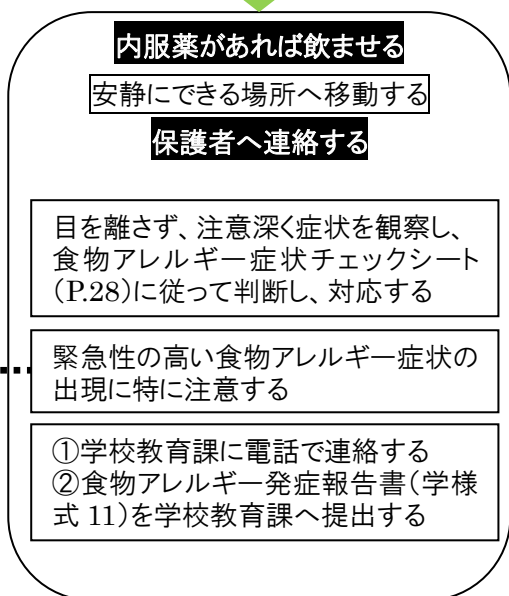 内服薬があれば飲ませる
安静にできる場所へ移動する
保護者へ連絡する
目を離さず、注意深く症状を観察し、
食物アレルギー症状チェックシート
（P.28）に従って判断し、対応する
緊急性の高い食物アレルギー症状の
出現に特に注意する
①学校教育課に電話で連絡する
②食物アレルギー発症報告書（学様
式 11）を学校教育課へ提出する